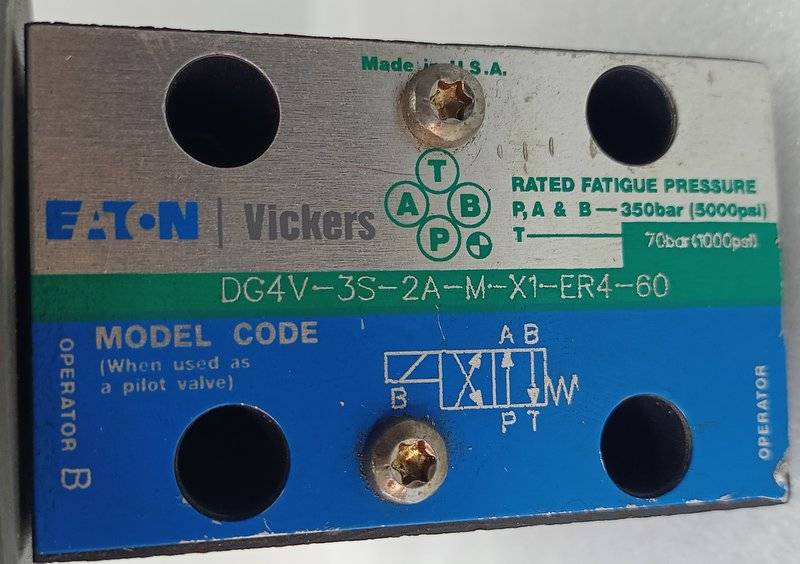 Made in U.S.A.
T
A B
P
EATON | Vickers
RATED FATIGUE PRESSURE
P, A & B — 350bar (5000psi)
T — 70bar(1000psi)
DG4V-3S-2A-M-X1-ER4-60
MODEL CODE
(When used as
a pilot valve)
A B
B
P T
OPERATOR B
OPERATOR